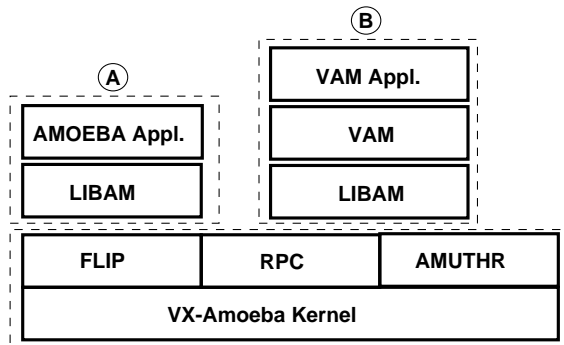 A
B
AMOEBA Appl.
LIBAM
VAM Appl.
VAM
LIBAM
FLIP
RPC
AMUTHR
VX-Amoeba Kernel